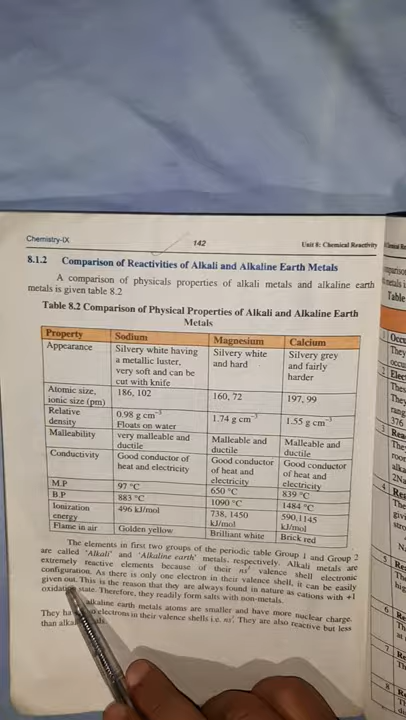 Chemistry-IX
142
Unit 8: Chemical Reactivity
8.1.2 Comparison of Reactivities of Alkali and Alkaline Earth Metals
A comparison of physicals properties of alkali metals and alkaline earth
metals is given table 8.2
Table 8.2 Comparison of Physical Properties of Alkali and Alkaline Earth
Metals
Property Sodium Magnesium Calcium
Appearance Silvery white having Silvery white Silvery grey
a metallic luster, and hard and fairly
very soft and can be harder
cut with knife
Atomic size, 186, 102 160, 72 197, 99
ionic size (pm)
Relative 0.98 g cm⁻³ 1.74 g cm⁻³ 1.55 g cm⁻³
density Floats on water
Malleability very malleable and Malleable and Malleable and
ductile ductile ductile
Conductivity Good conductor of Good conductor Good conductor
heat and electricity of heat and of heat and
electricity electricity
M.P 97 °C 650 °C 839 °C
B.P 883 °C 1090 °C 1484 °C
Ionization 496 kJ/mol 738, 1450 590,1145
energy kJ/mol kJ/mol
Flame in air Golden yellow Brilliant white Brick red
The elements in first two groups of the periodic table Group 1 and Group 2
are called 'Alkali' and 'Alkaline earth' metals, respectively. Alkali metals are
extremely reactive elements because of their ns¹ valence shell electronic
configuration. As there is only one electron in their valence shell, it can be easily
given out. This is the reason that they are always found in nature as cations with +1
oxidation state. Therefore, they readily form salts with non-metals.
alkaline earth metals atoms are smaller and have more nuclear charge.
They electrons in their valence shells i.e. ns². They are also reactive but less
than
Table
1
2
3
4
5
6
7
8